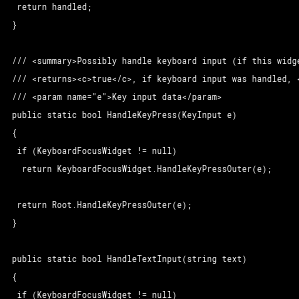 return handled;
}
/// <summary>Possibly handle keyboard input (if this widge
/// <returns><c>true</c>, if keyboard input was handled, <
/// <param name="e">Key input data</param>
public static bool HandleKeyPress(KeyInput e)
{
if (KeyboardFocusWidget != null)
return KeyboardFocusWidget.HandleKeyPressOuter(e);
return Root.HandleKeyPressOuter(e);
}
public static bool HandleTextInput(string text)
{
if (KeyboardFocusWidget != null)